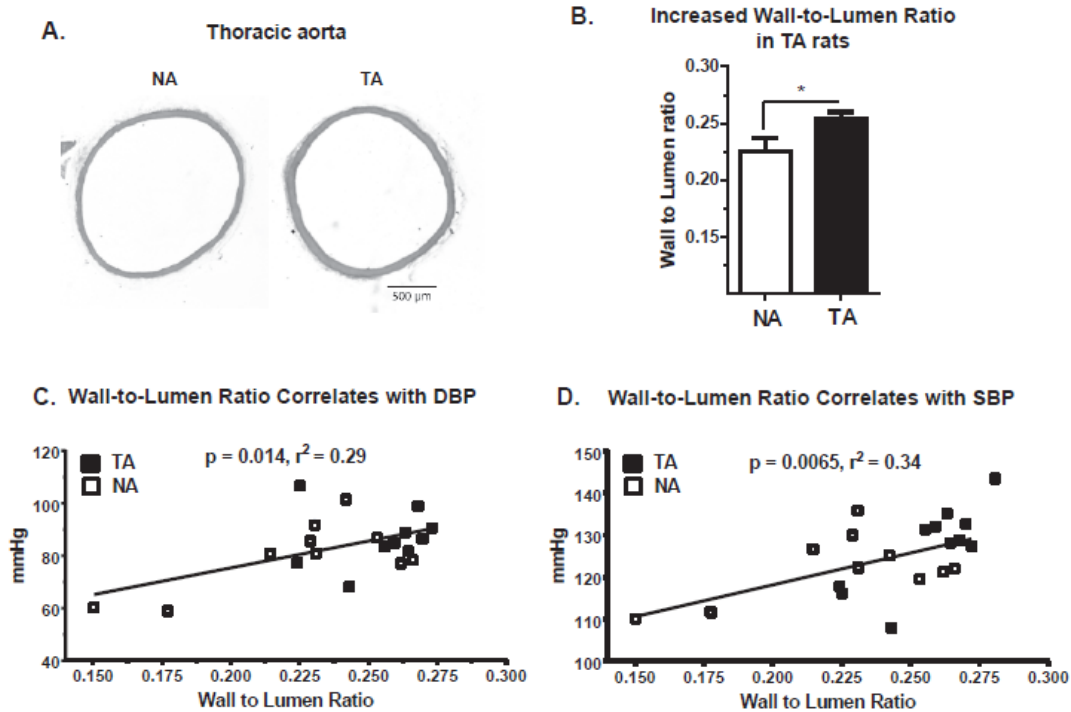 A.
Thoracic aorta
NA
TA
500 µm
B.
Increased Wall-to-Lumen Ratio
in TA rats
Wall to Lumen ratio
0.30
0.25
0.20
0.15
*
NA
TA
C. Wall-to-Lumen Ratio Correlates with DBP
TA
NA
p = 0.014, r² = 0.29
mmHg
120
100
80
60
40
0.150 0.175 0.200 0.225 0.250 0.275 0.300
Wall to Lumen Ratio
D. Wall-to-Lumen Ratio Correlates with SBP
TA
NA
p = 0.0065, r² = 0.34
mmHg
150
140
130
120
110
100
0.150 0.175 0.200 0.225 0.250 0.275 0.300
Wall to Lumen Ratio